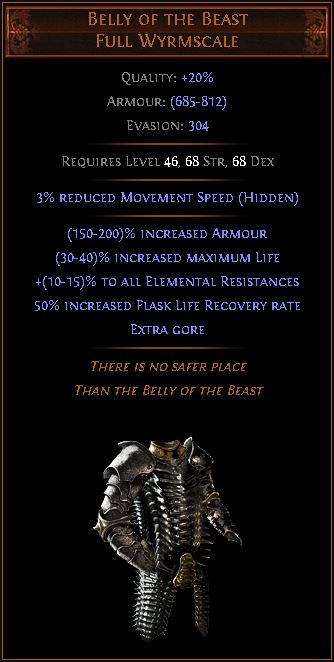 Belly of the Beast
Full Wyrmscale
Quality: +20%
Armour: (685-812)
Evasion: 304
Requires Level 46, 68 Str, 68 Dex
3% reduced Movement Speed (Hidden)
(150-200)% increased Armour
(30-40)% increased maximum Life
+(10-15)% to all Elemental Resistances
50% increased Flask Life Recovery rate
Extra gore
There is no safer place
Than the Belly of the Beast